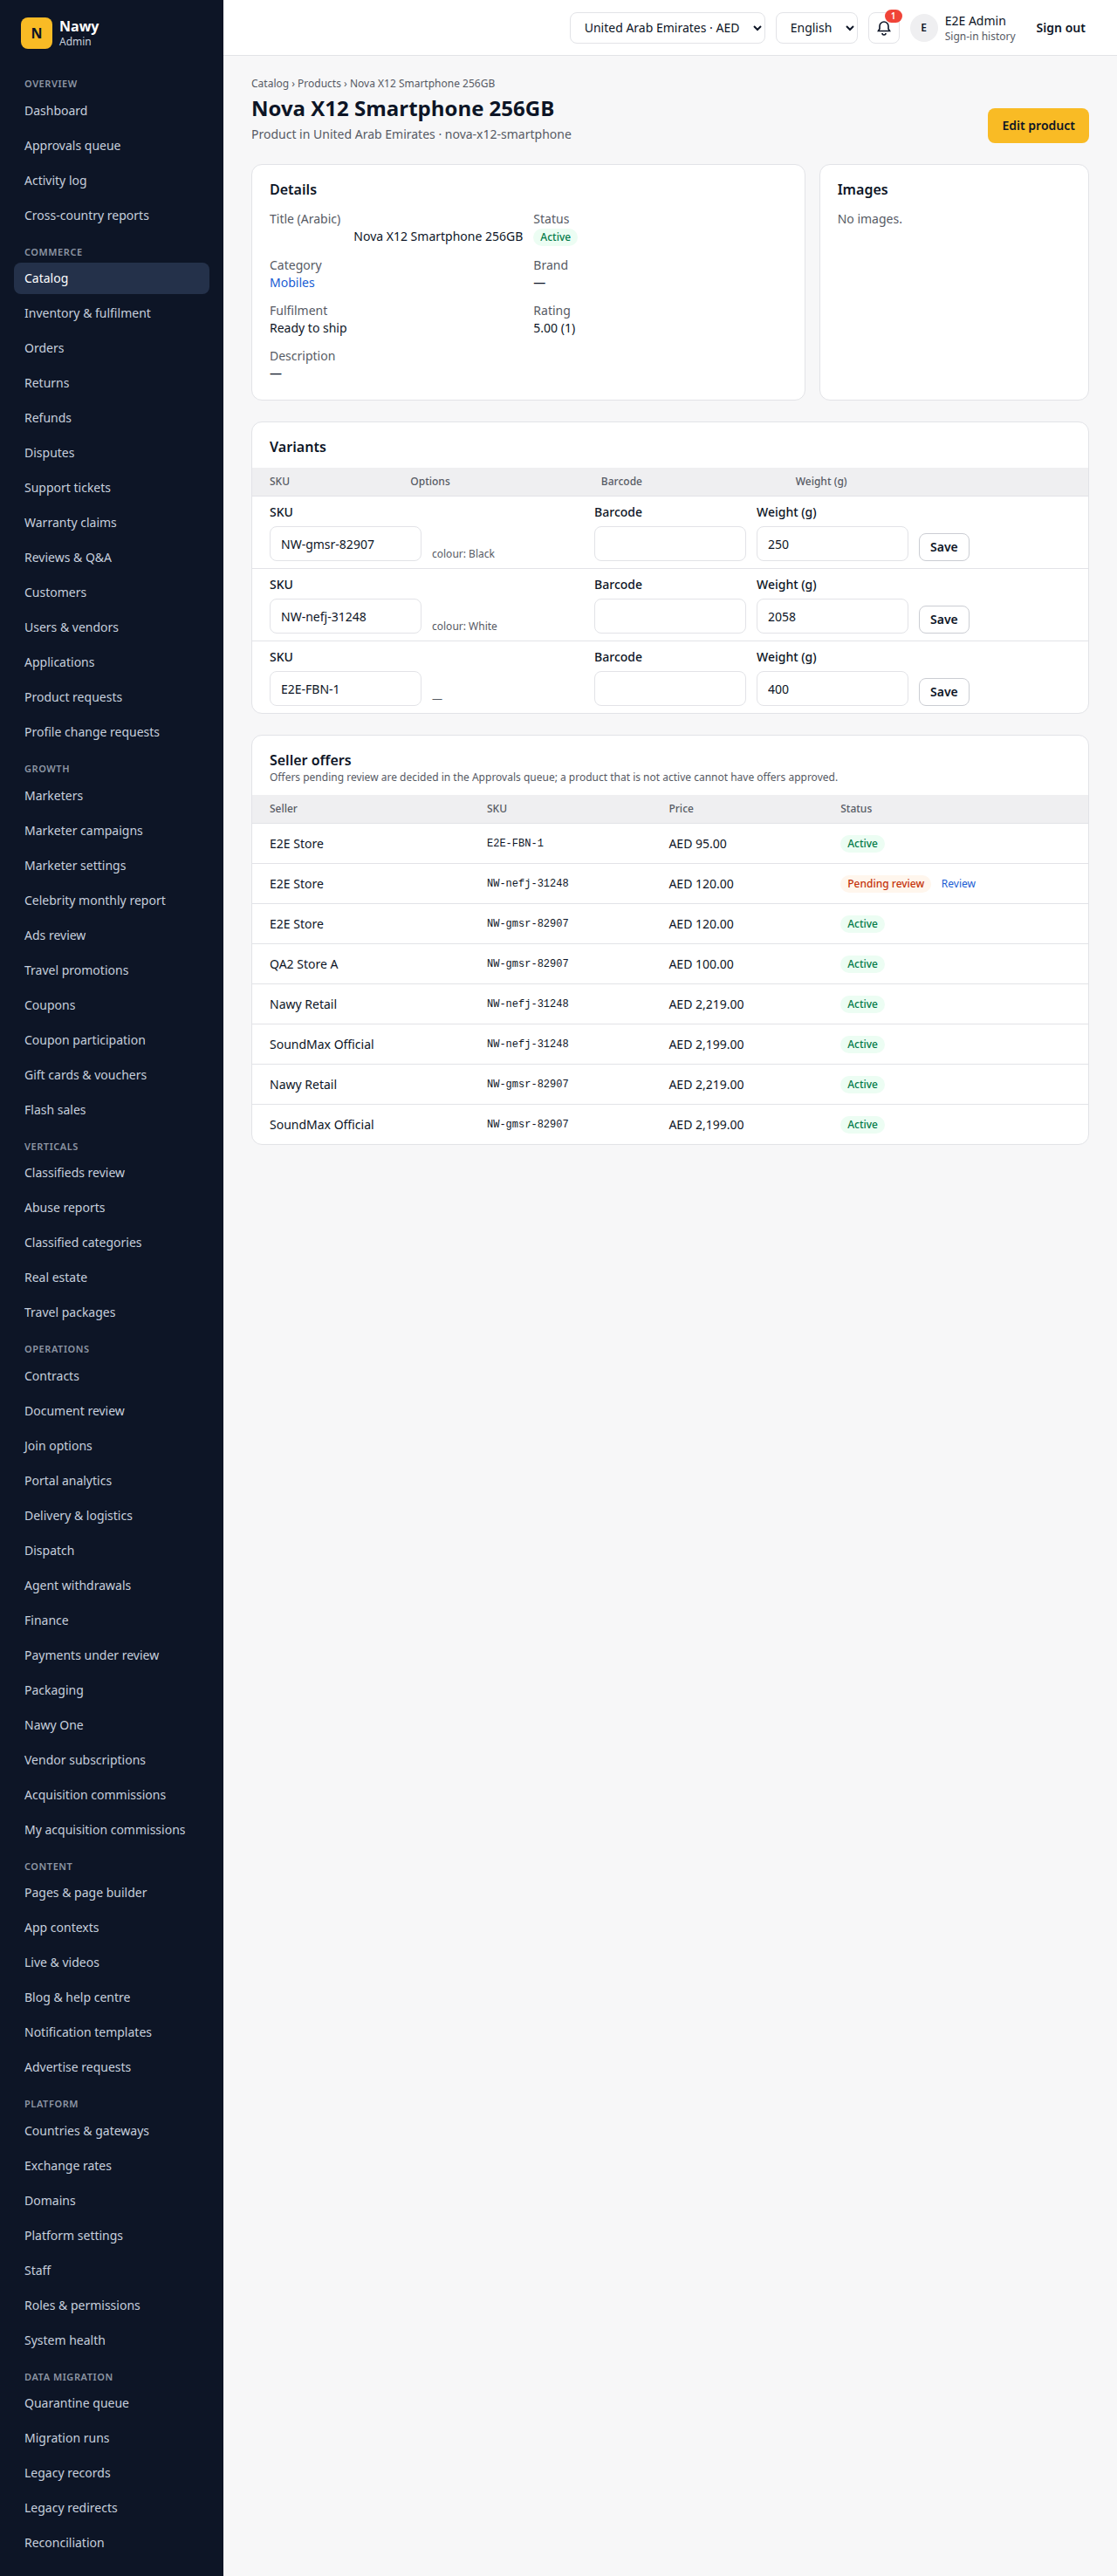 N
Nawy
Admin
OVERVIEW
Dashboard
Approvals queue
Activity log
Cross-country reports
COMMERCE
Catalog
Inventory & fulfilment
Orders
Returns
Refunds
Disputes
Support tickets
Warranty claims
Reviews & Q&A
Customers
Users & vendors
Applications
Product requests
Profile change requests
GROWTH
Marketers
Marketer campaigns
Marketer settings
Celebrity monthly report
Ads review
Travel promotions
Coupons
Coupon participation
Gift cards & vouchers
Flash sales
VERTICALS
Classifieds review
Abuse reports
Classified categories
Real estate
Travel packages
OPERATIONS
Contracts
Document review
Join options
Portal analytics
Delivery & logistics
Dispatch
Agent withdrawals
Finance
Payments under review
Packaging
Nawy One
Vendor subscriptions
Acquisition commissions
My acquisition commissions
CONTENT
Pages & page builder
App contexts
Live & videos
Blog & help centre
Notification templates
Advertise requests
PLATFORM
Countries & gateways
Exchange rates
Domains
Platform settings
Staff
Roles & permissions
System health
DATA MIGRATION
Quarantine queue
Migration runs
Legacy records
Legacy redirects
Reconciliation
United Arab Emirates · AED
English
1
E
E2E Admin
Sign-in history
Sign out
Catalog › Products › Nova X12 Smartphone 256GB
Nova X12 Smartphone 256GB
Product in United Arab Emirates · nova-x12-smartphone
Edit product
Details
Title (Arabic)
Nova X12 Smartphone 256GB
Status
Active
Category
Mobiles
Brand
—
Fulfilment
Ready to ship
Rating
5.00 (1)
Description
—
Images
No images.
Variants
SKU Options Barcode Weight (g)
SKU Barcode Weight (g)
NW-gmsr-82907 colour: Black 250 Save
SKU Barcode Weight (g)
NW-nefj-31248 colour: White 2058 Save
SKU Barcode Weight (g)
E2E-FBN-1 — 400 Save
Seller offers
Offers pending review are decided in the Approvals queue; a product that is not active cannot have offers approved.
Seller SKU Price Status
E2E Store E2E-FBN-1 AED 95.00 Active
E2E Store NW-nefj-31248 AED 120.00 Pending review Review
E2E Store NW-gmsr-82907 AED 120.00 Active
QA2 Store A NW-gmsr-82907 AED 100.00 Active
Nawy Retail NW-nefj-31248 AED 2,219.00 Active
SoundMax Official NW-nefj-31248 AED 2,199.00 Active
Nawy Retail NW-gmsr-82907 AED 2,219.00 Active
SoundMax Official NW-gmsr-82907 AED 2,199.00 Active